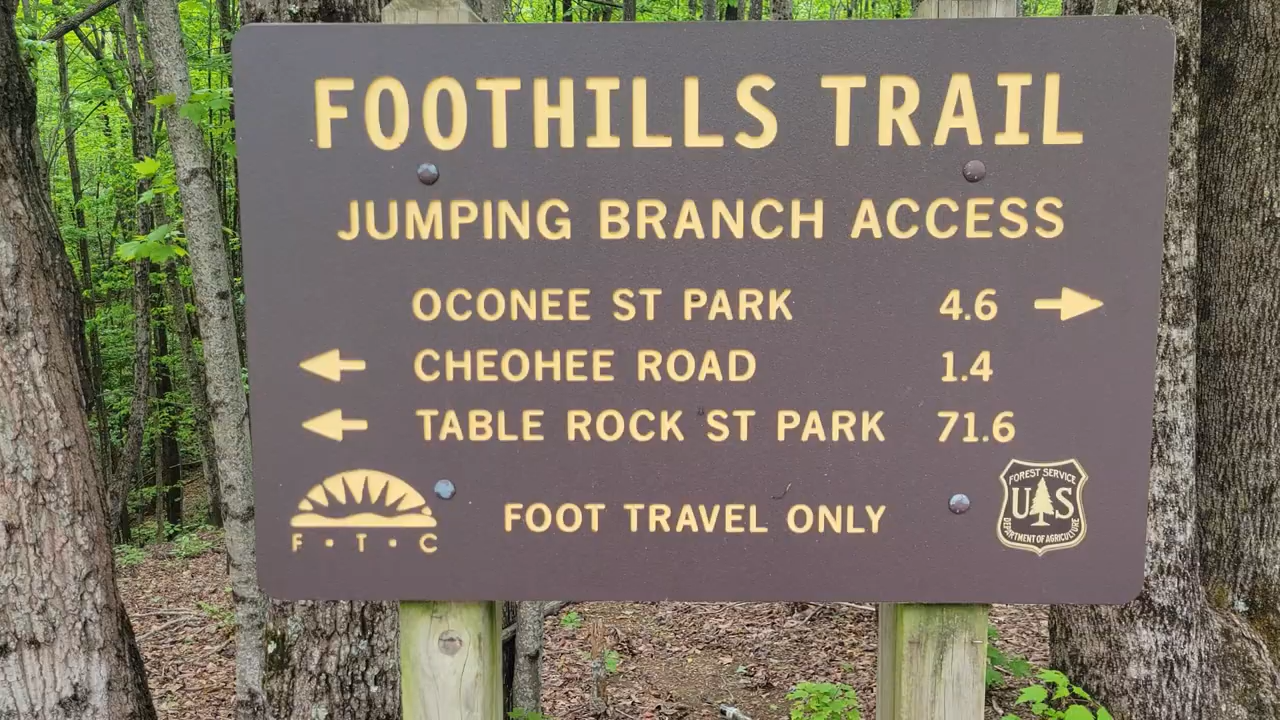 FOOTHILLS TRAIL
JUMPING BRANCH ACCESS
OCONEE ST PARK 4.6
CHEOHEE ROAD 1.4
TABLE ROCK ST PARK 71.6
F · T · C
FOOT TRAVEL ONLY
FOREST SERVICE
U S
DEPARTMENT OF AGRICULTURE